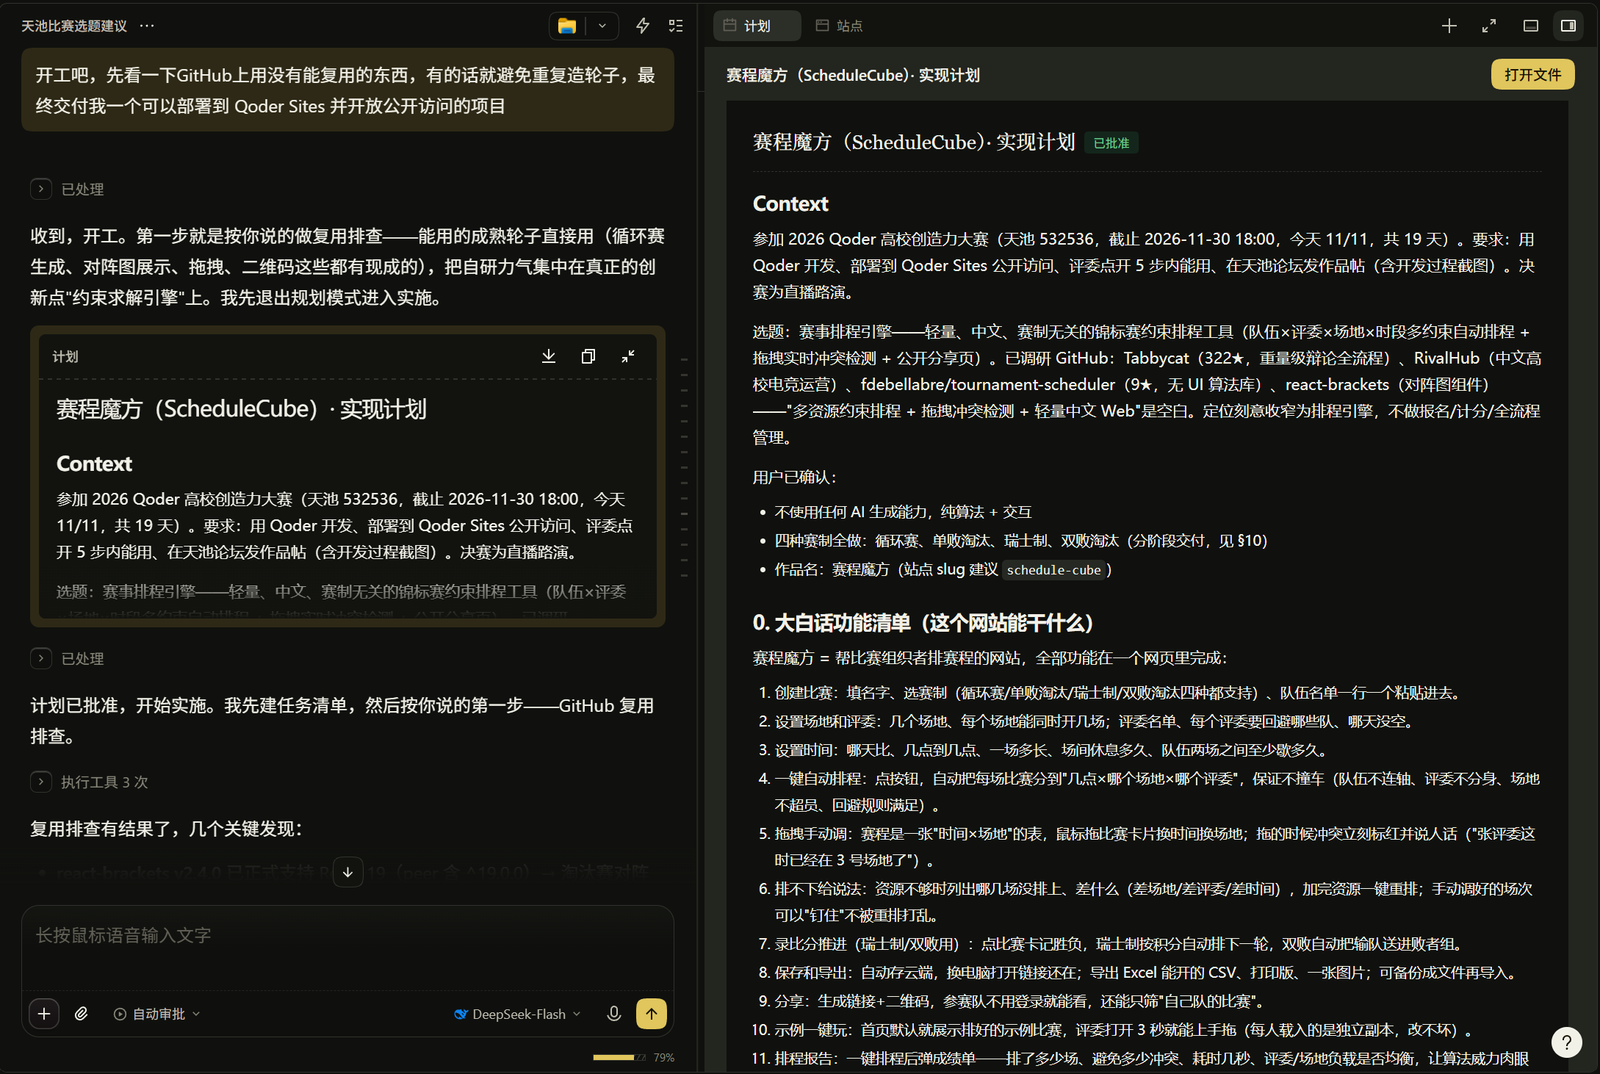 天池比赛选题建议 ···
开工吧，先看一下GitHub上用没有能复用的东西，有的话就避免重复造轮子，最
终交付我一个可以部署到 Qoder Sites 并开放公开访问的项目
已处理
收到，开工。第一步就是按你说的做复用排查——能用的成熟轮子直接用（循环赛
生成、对阵图展示、拖拽、二维码这些都有现成的），把自研力气集中在真正的创
新点"约束求解引擎"上。我先退出规划模式进入实施。
计划
赛程魔方（ScheduleCube）· 实现计划
Context
参加 2026 Qoder 高校创造力大赛（天池 532536，截止 2026-11-30 18:00，今天
11/11，共 19 天）。要求：用 Qoder 开发、部署到 Qoder Sites 公开访问、评委点
开 5 步内能用、在天池论坛发作品帖（含开发过程截图）。决赛为直播路演。
选题：赛事排程引擎——轻量、中文、赛制无关的锦标赛约束排程工具（队伍×评委
已处理
计划已批准，开始实施。我先建任务清单，然后按你说的第一步——GitHub 复用
排查。
执行工具 3 次
复用排查有结果了，几个关键发现：
react-brackets v2.4.0 已正式支持
长按鼠标语音输入文字
自动审批
DeepSeek-Flash
79%
计划
站点
赛程魔方（ScheduleCube）· 实现计划
打开文件
赛程魔方（ScheduleCube）· 实现计划 已批准
Context
参加 2026 Qoder 高校创造力大赛（天池 532536，截止 2026-11-30 18:00，今天 11/11，共 19 天）。要求：用
Qoder 开发、部署到 Qoder Sites 公开访问、评委点开 5 步内能用、在天池论坛发作品帖（含开发过程截图）。决
赛为直播路演。
选题：赛事排程引擎——轻量、中文、赛制无关的锦标赛约束排程工具（队伍×评委×场地×时段多约束自动排程 +
拖拽实时冲突检测 + 公开分享页）。已调研 GitHub：Tabbycat（322★，重量级辩论全流程）、RivalHub（中文高
校电竞运营）、fdebellabre/tournament-scheduler（9★，无 UI 算法库）、react-brackets（对阵图组件）
——"多资源约束排程 + 拖拽冲突检测 + 轻量中文 Web"是空白。定位刻意收窄为排程引擎，不做报名/计分/全流程
管理。
用户已确认：
• 不使用任何 AI 生成能力，纯算法 + 交互
• 四种赛制全做：循环赛、单败淘汰、瑞士制、双败淘汰（分阶段交付，见 §10）
• 作品名：赛程魔方（站点 slug 建议 schedule-cube）
0. 大白话功能清单（这个网站能干什么）
赛程魔方 = 帮比赛组织者排赛程的网站，全部功能在一个网页里完成：
1. 创建比赛：填名字、选赛制（循环赛/单败淘汰/瑞士制/双败淘汰四种都支持）、队伍名单一行一个粘贴进去。
2. 设置场地和评委：几个场地、每个场地能同时开几场；评委名单、每个评委要回避哪些队、哪天没空。
3. 设置时间：哪天比、几点到几点、一场多长、场间休息多久、队伍两场之间至少歇多久。
4. 一键自动排程：点按钮，自动把每场比赛分到"几点×哪个场地×哪个评委"，保证不撞车（队伍不连轴、评委不分身、场地
不超员、回避规则满足）。
5. 拖拽手动调：赛程是一张"时间×场地"的表，鼠标拖比赛卡片换时间换场地；拖的时候冲突立刻标红并说人话（"张评委这
时已经在 3 号场地了"）。
6. 排不下给说法：资源不够时列出哪几场没排上、差什么（差场地/差评委/差时间），加完资源一键重排；手动调好的场次
可以"钉住"不被重排打乱。
7. 录比分推进（瑞士制/双败用）：点比赛卡记胜负，瑞士制按积分自动排下一轮，双败自动把输队送进败者组。
8. 保存和导出：自动存云端，换电脑打开链接还在；导出 Excel 能开的 CSV、打印版、一张图片；可备份成文件再导入。
9. 分享：生成链接+二维码，参赛队不用登录就能看，还能只筛"自己队的比赛"。
10. 示例一键玩：首页默认就展示排好的示例比赛，评委打开 3 秒就能上手拖（每人载入的是独立副本，改不坏）。
11. 排程报告：一键排程后弹成绩单——排了多少场、避免多少冲突、耗时几秒、评委/场地负载是否均衡，让算法威力肉眼
?